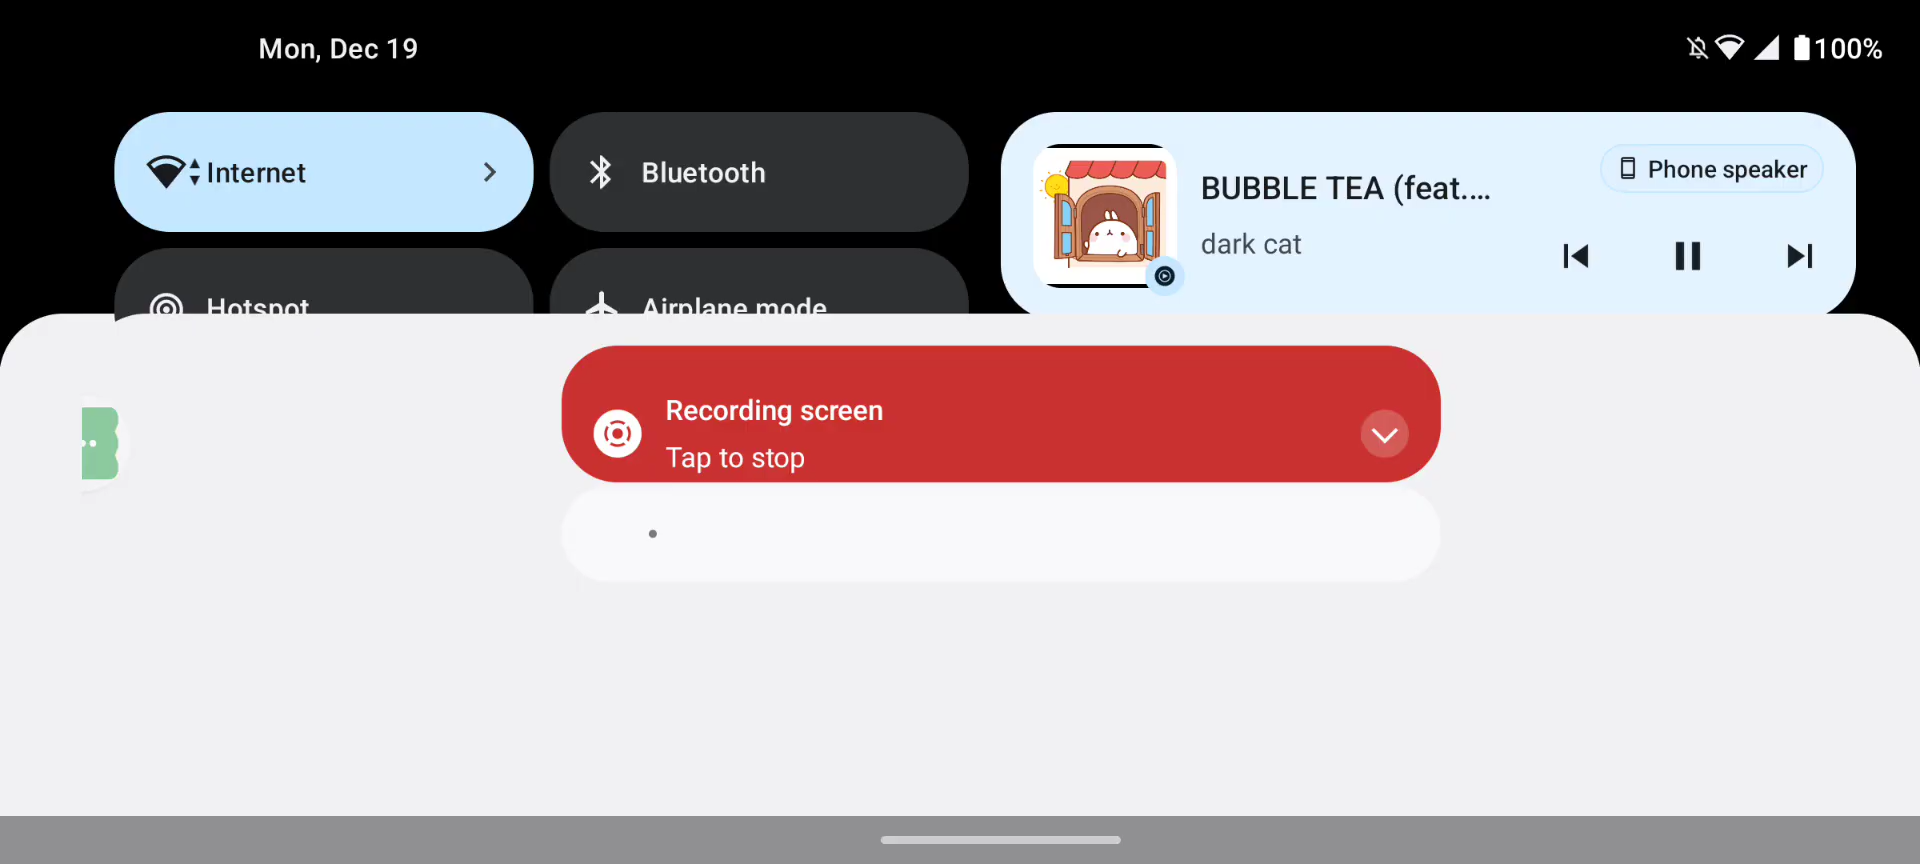 Mon, Dec 19
100%
Internet
Bluetooth
Hotspot
Airplane mode
BUBBLE TEA (feat....
dark cat
Phone speaker
Recording screen
Tap to stop